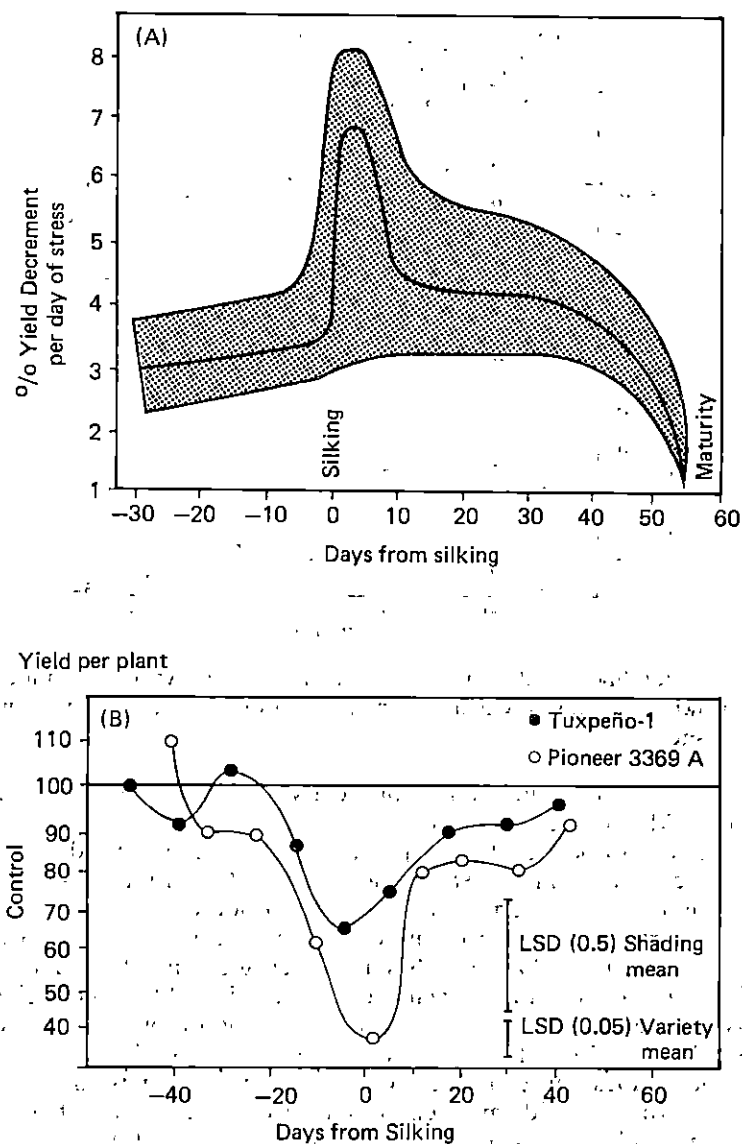 (A)
8
7
6
5
4
3
2
1
% Yield Decrement
per day of stress
Silking
Maturity
−30 −20 −10 0 10 20 30 40 50 60
Days from silking
Yield per plant
(B)
● Tuxpeño-1
○ Pioneer 3369 A
110
100
90
80
70
60
50
40
Control
LSD (0.5) Shading
mean
LSD (0.05) Variety
mean
−40 −20 0 20 40 60
Days from Silking